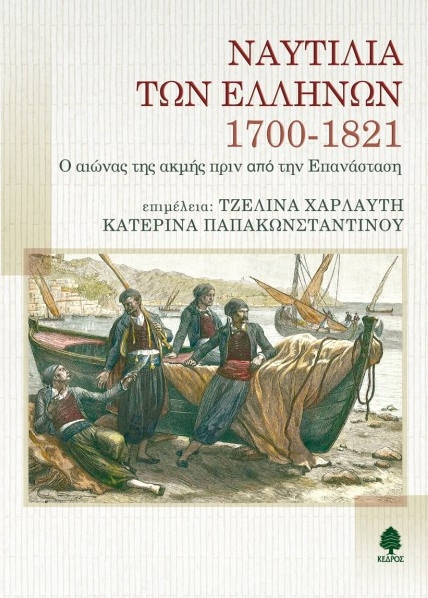 ΝΑΥΤΙΛΙΑ
ΤΩΝ ΕΛΛΗΝΩΝ
1700-1821
Ο αιώνας της ακμής πριν από την Επανάσταση
επιμέλεια: ΤΖΕΛΙΝΑ ΧΑΡΛΑΥΤΗ
ΚΑΤΕΡΙΝΑ ΠΑΠΑΚΩΝΣΤΑΝΤΙΝΟΥ
ΚΕΔΡΟΣ